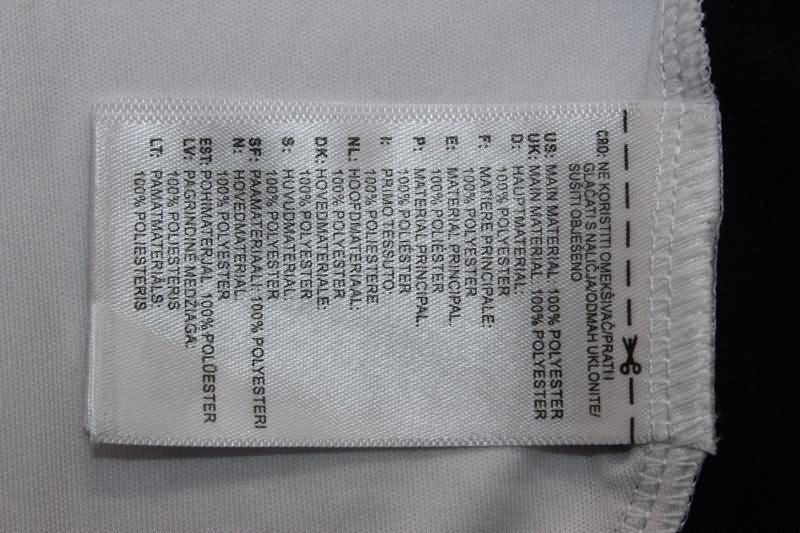 CRO: NE KORISTITI OMEKŠIVAČ/PRATI I
GLAČATI S NALIČJA/ODMAH UKLONITE/
SUŠITI OBJEŠENO
US: MAIN MATERIAL 100% POLYESTER
UK: MAIN MATERIAL 100% POLYESTER
D: HAUPTMATERIAL:
100% POLYESTER
F: MATIERE PRINCIPALE:
100% POLYESTER
E: MATERIAL PRINCIPAL.
100% POLIÉSTER
P: MATERIAL PRINCIPAL.
100% POLIESTER
I: PRIMO TESSUTO:
100% POLIESTERE
NL: HOOFDMATERIAAL:
100% POLYESTER
DK: HOVEDMATERIALE:
100% POLYESTER
S: HUVUDMATERIAL.
100% POLYESTER
SF: PÄÄMATERIAALI: 100% POLYESTERI
N: HOVEDMATERIAL.
100% POLYESTER
EST: PÕHIMATERJAL 100% POLÜESTER
LV: PAGRINDINE MEDŽIAGA:
100% POLIESTERIS
LT: PAMATMATERIĀLS:
100% POLIESTERIS